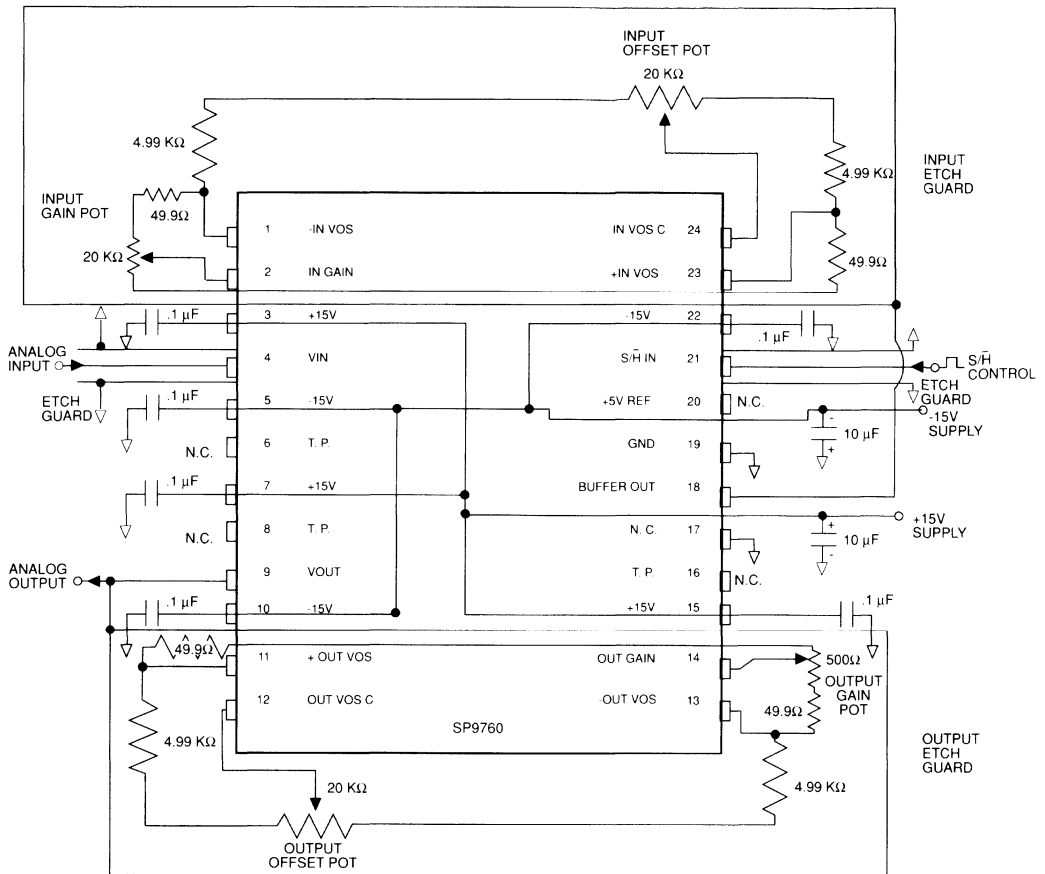 INPUT
OFFSET POT
20 KΩ
4.99 KΩ
4.99 KΩ
INPUT
ETCH
GUARD
INPUT
GAIN POT
49.9Ω
20 KΩ
49.9Ω
1 -IN VOS
IN VOS C 24
2 IN GAIN
+IN VOS 23
.1 µF
3 +15V
-15V 22
.1 µF
ANALOG
INPUT
4 VIN
S/H̅ IN 21
S/H̅
CONTROL
ETCH
GUARD
ETCH
GUARD
.1 µF
5 -15V
+5V REF 20
N.C.
-15V
SUPPLY
-
10 µF
+
N.C.
6 T. P.
GND 19
.1 µF
7 +15V
BUFFER OUT 18
N.C.
8 T. P.
N. C. 17
+15V
SUPPLY
+
10 µF
-
ANALOG
OUTPUT
9 VOUT
T. P. 16
N.C.
.1 µF
10 -15V
+15V 15
.1 µF
49.9Ω
11 + OUT VOS
OUT GAIN 14
500Ω
OUTPUT
GAIN
POT
12 OUT VOS C
-OUT VOS 13
49.9Ω
SP9760
4.99 KΩ
4.99 KΩ
OUTPUT
ETCH
GUARD
20 KΩ
OUTPUT
OFFSET POT